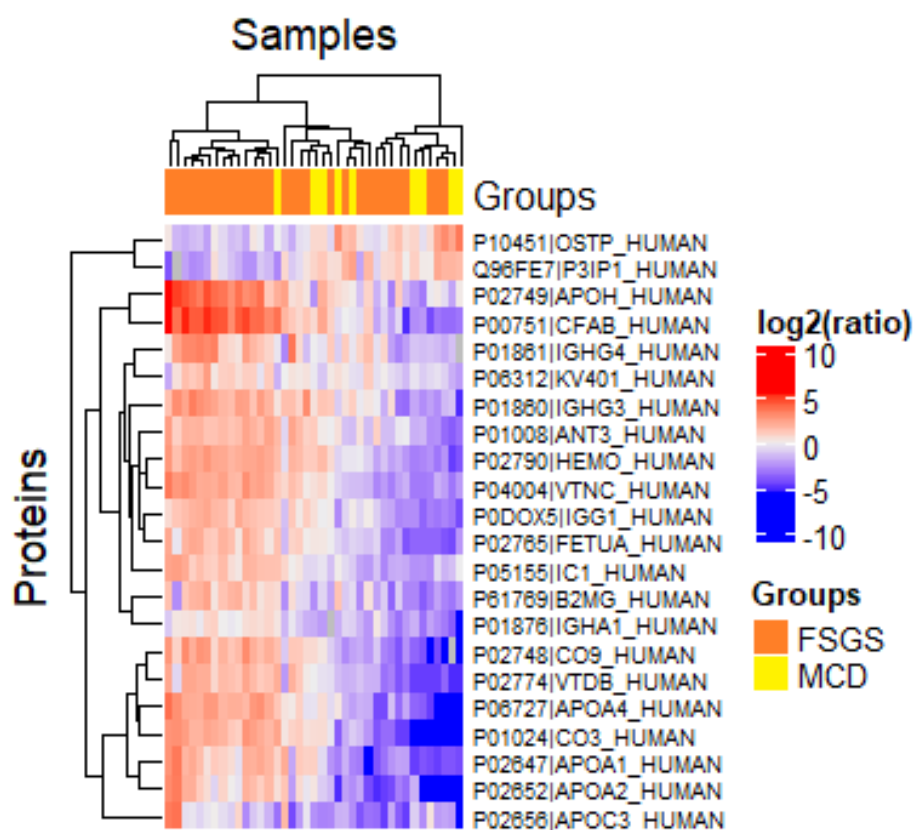 Samples
Groups
P10451|OSTP_HUMAN
Q96FE7|P3IP1_HUMAN
P02749|APOH_HUMAN
P00751|CFAB_HUMAN
P01861|IGHG4_HUMAN
P06312|KV401_HUMAN
P01860|IGHG3_HUMAN
P01008|ANT3_HUMAN
P02790|HEMO_HUMAN
P04004|VTNC_HUMAN
P0DOX5|IGG1_HUMAN
P02765|FETUA_HUMAN
P05155|IC1_HUMAN
P61769|B2MG_HUMAN
P01876|IGHA1_HUMAN
P02748|CO9_HUMAN
P02774|VTDB_HUMAN
P06727|APOA4_HUMAN
P01024|CO3_HUMAN
P02647|APOA1_HUMAN
P02652|APOA2_HUMAN
P02656|APOC3_HUMAN
Proteins
log2(ratio)
10
5
0
-5
-10
Groups
FSGS
MCD